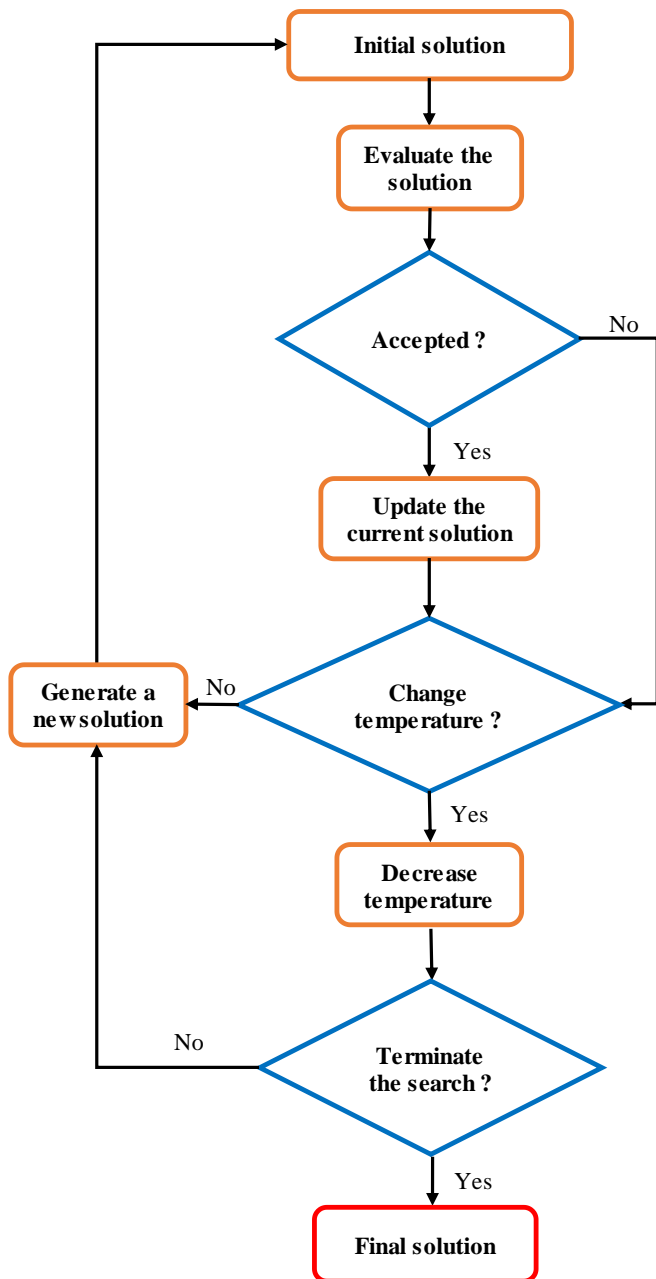 Initial solution
Evaluate the
solution
Accepted ?
No
Yes
Update the
current solution
Generate a
new solution
No
Change
temperature ?
Yes
Decrease
temperature
No
Terminate
the search ?
Yes
Final solution